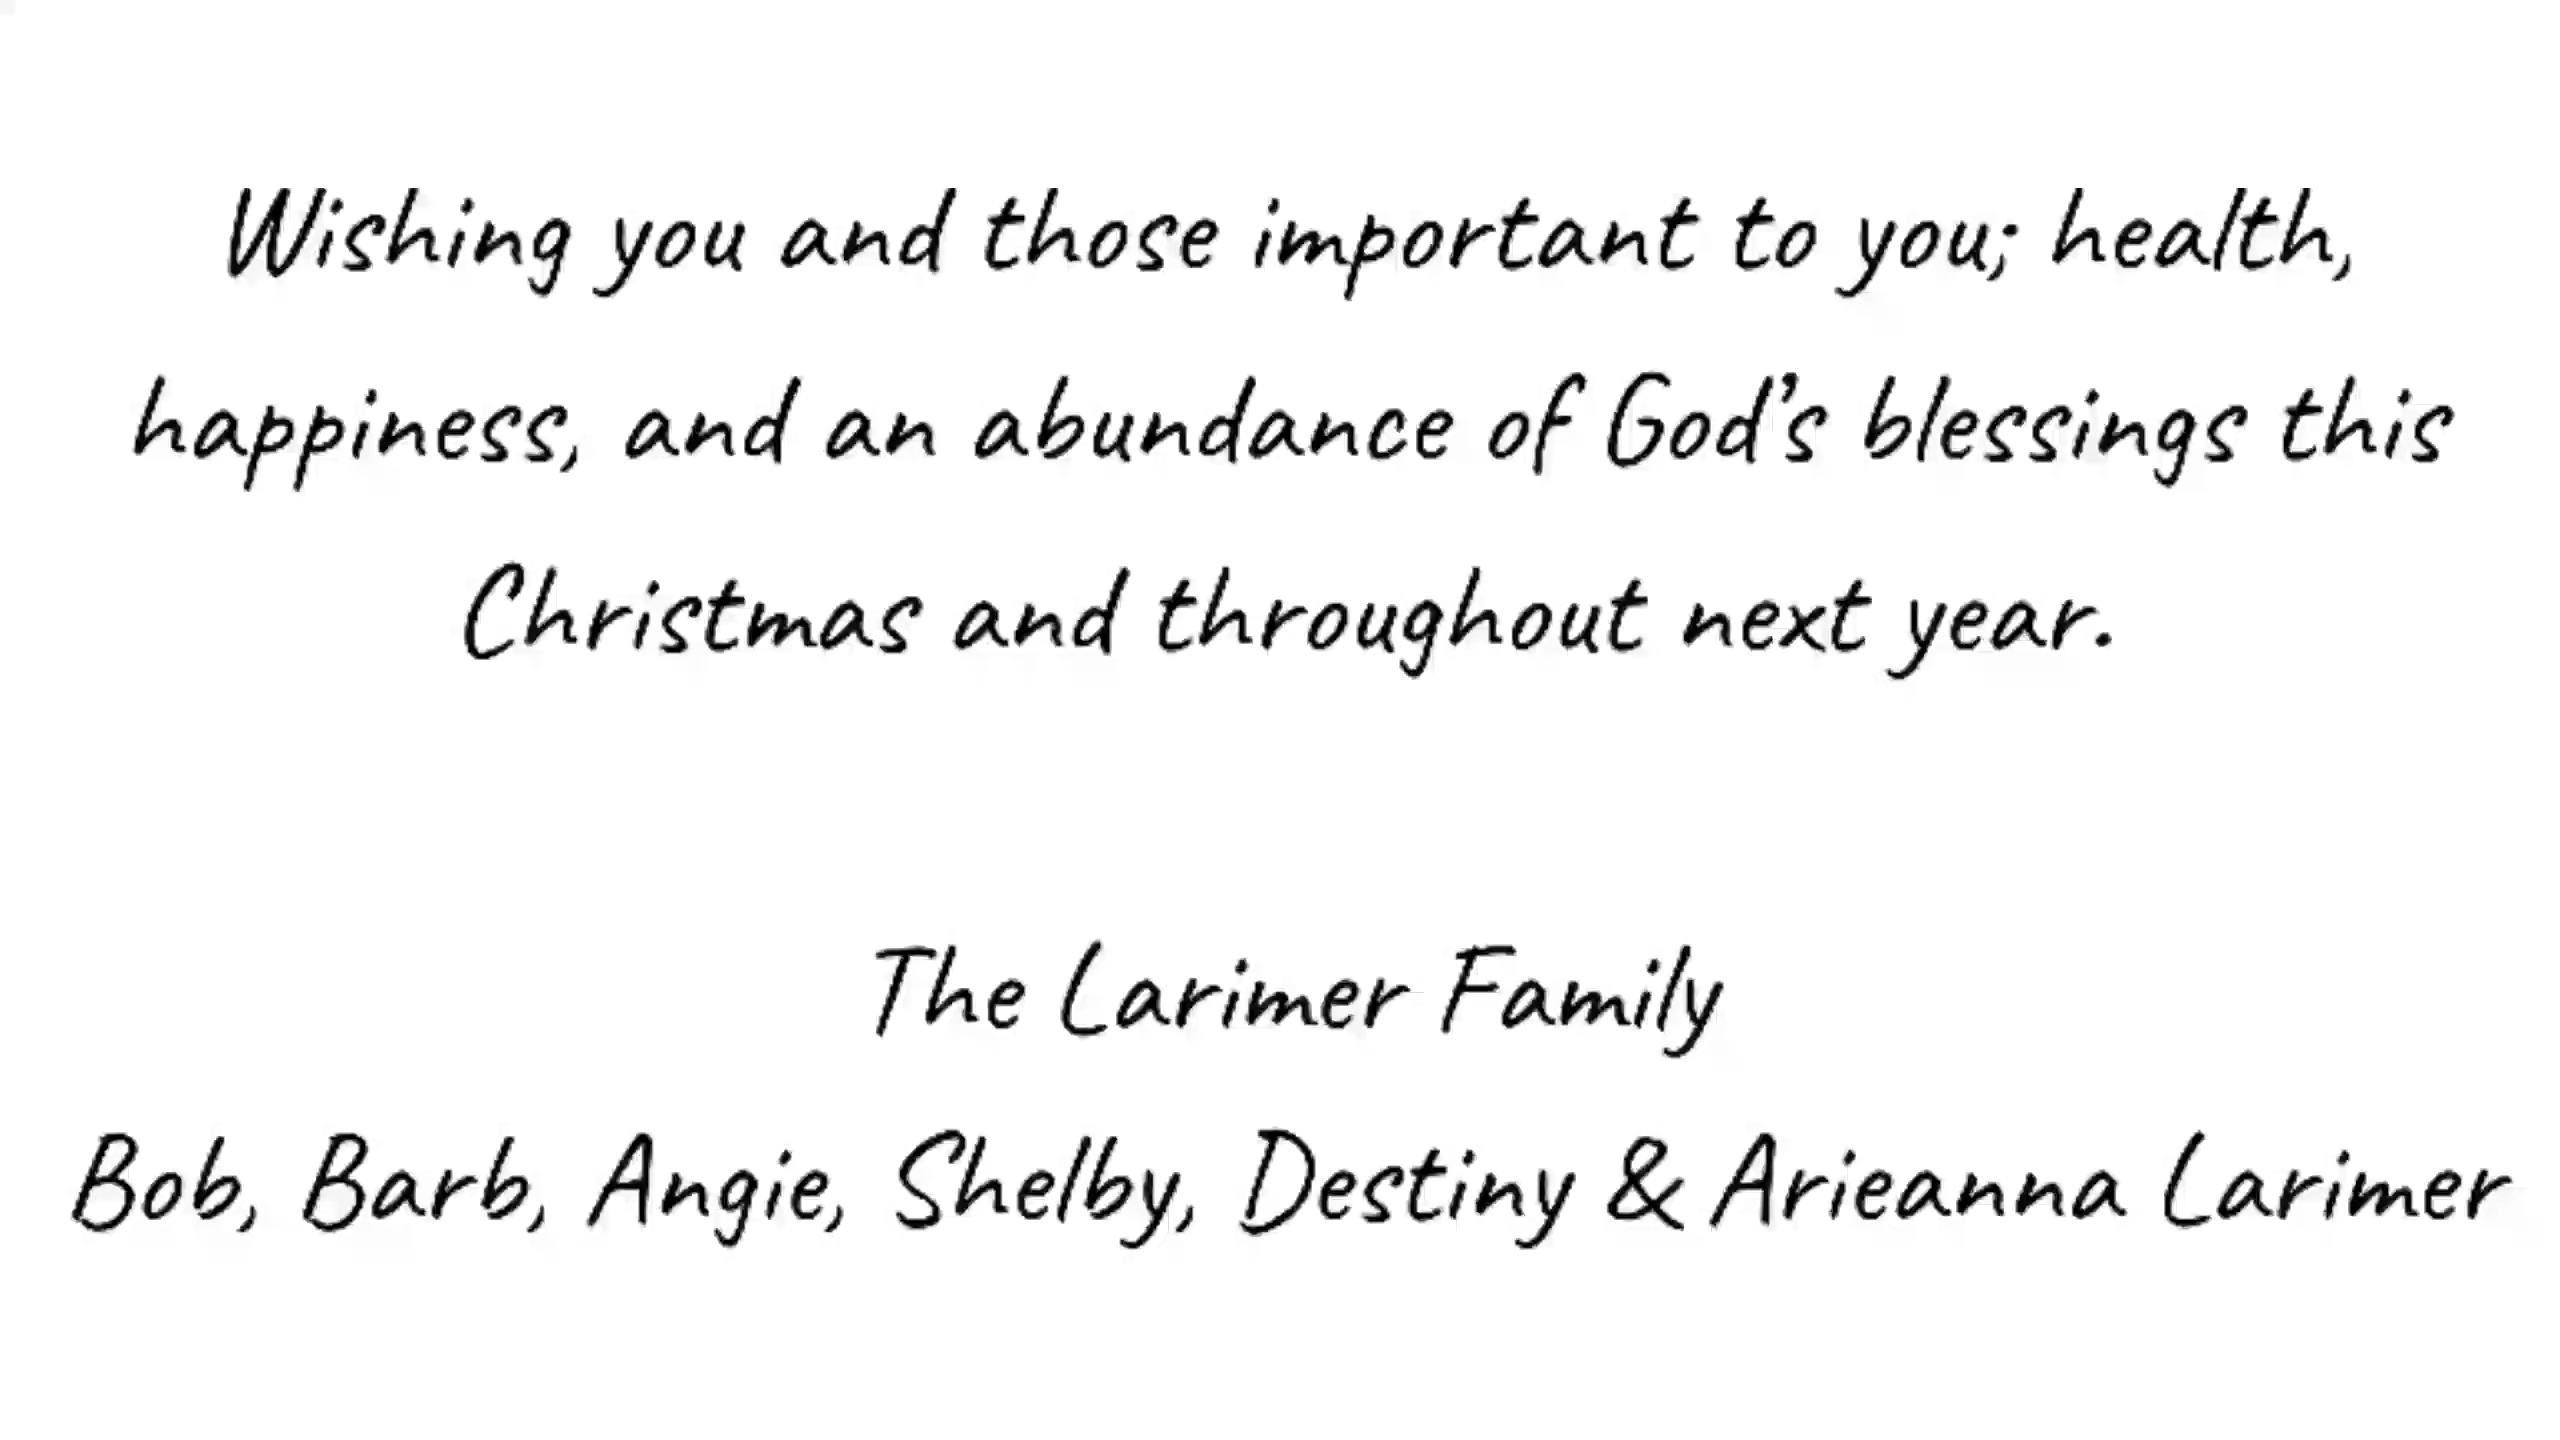 Wishing you and those important to you; health,
happiness, and an abundance of God’s blessings this
Christmas and throughout next year.
The Larimer Family
Bob, Barb, Angie, Shelby, Destiny & Arieanna Larimer